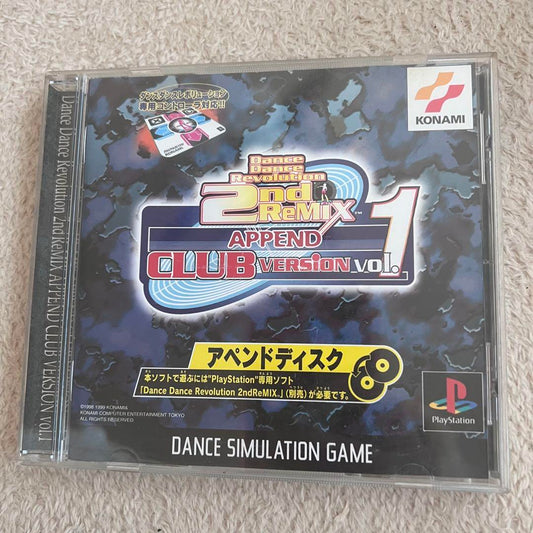 Dance Dance Revolution 2nd ReMIX APPEND CLUB VERSION vol.1
ダンスダンスレボリューション
専用コントローラ対応!!
KONAMI
Dance
Dance
Revolution
2nd
ReMIX™
APPEND
CLUB VERSiON vol.1
アペンドディスク
本ソフトで遊ぶには"PlayStation"専用ソフト
「Dance Dance Revolution 2ndReMIX」(別売)が必要です。
©1998 1999 KONAMI
KONAMI COMPUTER ENTERTAINMENT TOKYO
ALL RIGHTS RESERVED
PlayStation
DANCE SIMULATION GAME